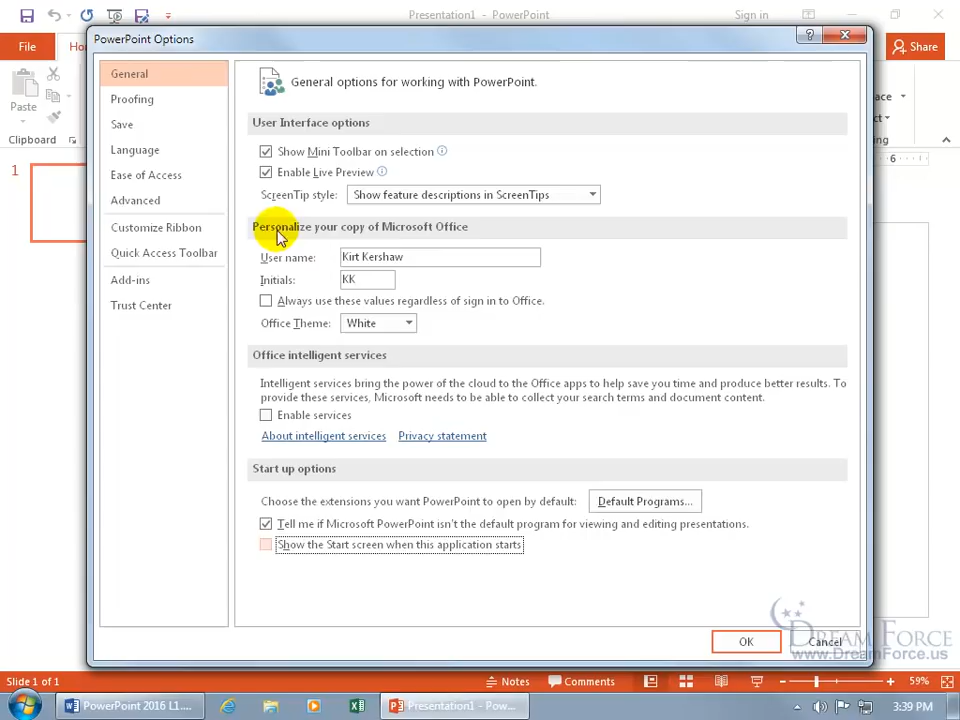 Presentation1 - PowerPoint
Sign in
File
Share
PowerPoint Options
?
Paste
Clipboard
1
General
Proofing
Save
Language
Ease of Access
Advanced
Customize Ribbon
Quick Access Toolbar
Add-ins
Trust Center
General options for working with PowerPoint.
User Interface options
Show Mini Toolbar on selection
Enable Live Preview
ScreenTip style: Show feature descriptions in ScreenTips
Personalize your copy of Microsoft Office
User name: Kirt Kershaw
Initials: KK
Always use these values regardless of sign in to Office.
Office Theme: White
Office intelligent services
Intelligent services bring the power of the cloud to the Office apps to help save you time and produce better results. To
provide these services, Microsoft needs to be able to collect your search terms and document content.
Enable services
About intelligent services Privacy statement
Start up options
Choose the extensions you want PowerPoint to open by default: Default Programs...
Tell me if Microsoft PowerPoint isn't the default program for viewing and editing presentations.
Show the Start screen when this application starts
OK
Cancel
6
DREAM FORCE
www.DreamForce.us
Slide 1 of 1
Notes
Comments
59%
PowerPoint 2016 L1...
Presentation1 - Pow...
3:39 PM